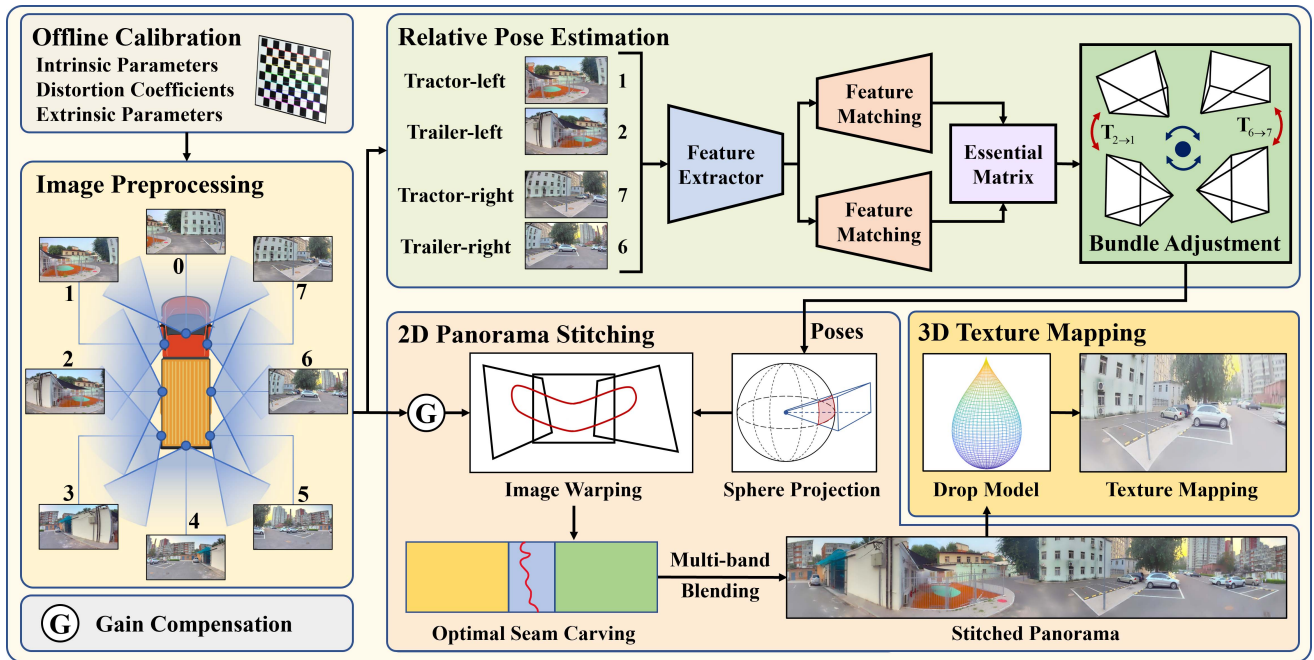 Offline Calibration
Intrinsic Parameters
Distortion Coefficients
Extrinsic Parameters
Image Preprocessing
0
1
7
2
6
3
5
4
G Gain Compensation
Relative Pose Estimation
Tractor-left 1
Trailer-left 2
Tractor-right 7
Trailer-right 6
Feature
Extractor
Feature
Matching
Feature
Matching
Essential
Matrix
T2→1
T6→7
Bundle Adjustment
2D Panorama Stitching
Poses
G
Image Warping
Sphere Projection
Optimal Seam Carving
Multi-band
Blending
Stitched Panorama
3D Texture Mapping
Drop Model
Texture Mapping